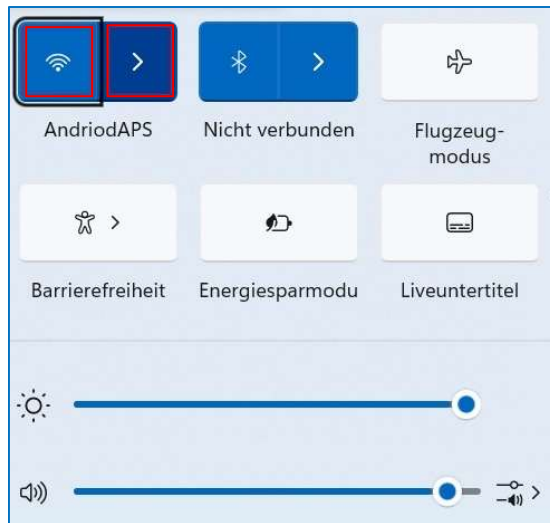 AndriodAPS
Nicht verbunden
Flugzeug-
modus
Barrierefreiheit
Energiesparmodu
Liveuntertitel